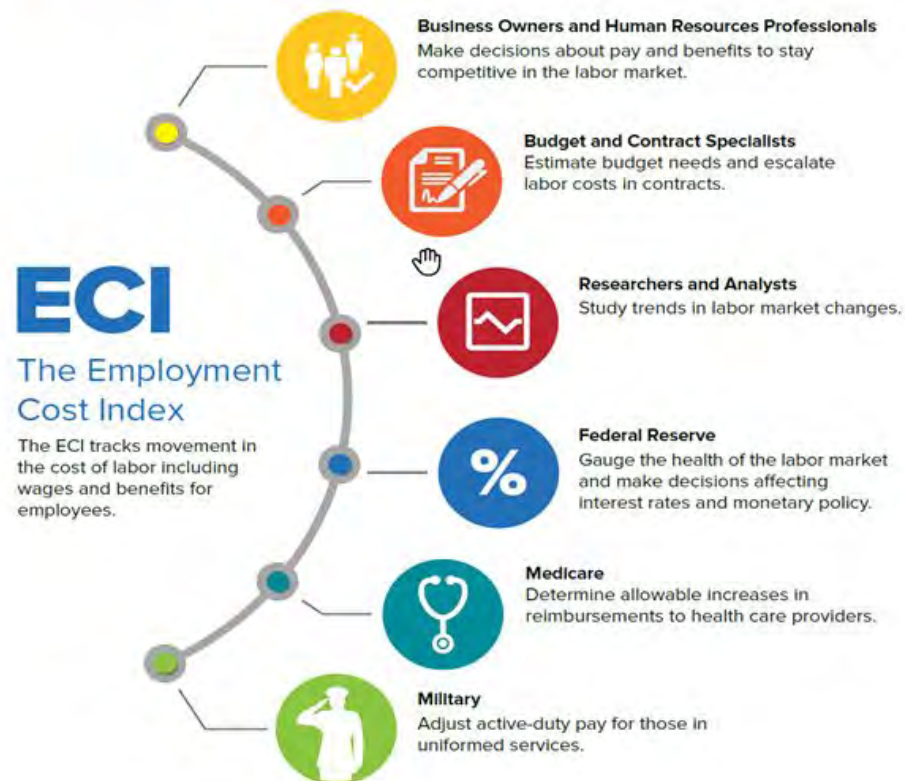 Business Owners and Human Resources Professionals
Make decisions about pay and benefits to stay
competitive in the labor market.
Budget and Contract Specialists
Estimate budget needs and escalate
labor costs in contracts.
ECI
The Employment
Cost Index
The ECI tracks movement in
the cost of labor including
wages and benefits for
employees.
Researchers and Analysts
Study trends in labor market changes.
%
Federal Reserve
Gauge the health of the labor market
and make decisions affecting
interest rates and monetary policy.
Medicare
Determine allowable increases in
reimbursements to health care providers.
Military
Adjust active-duty pay for those in
uniformed services.